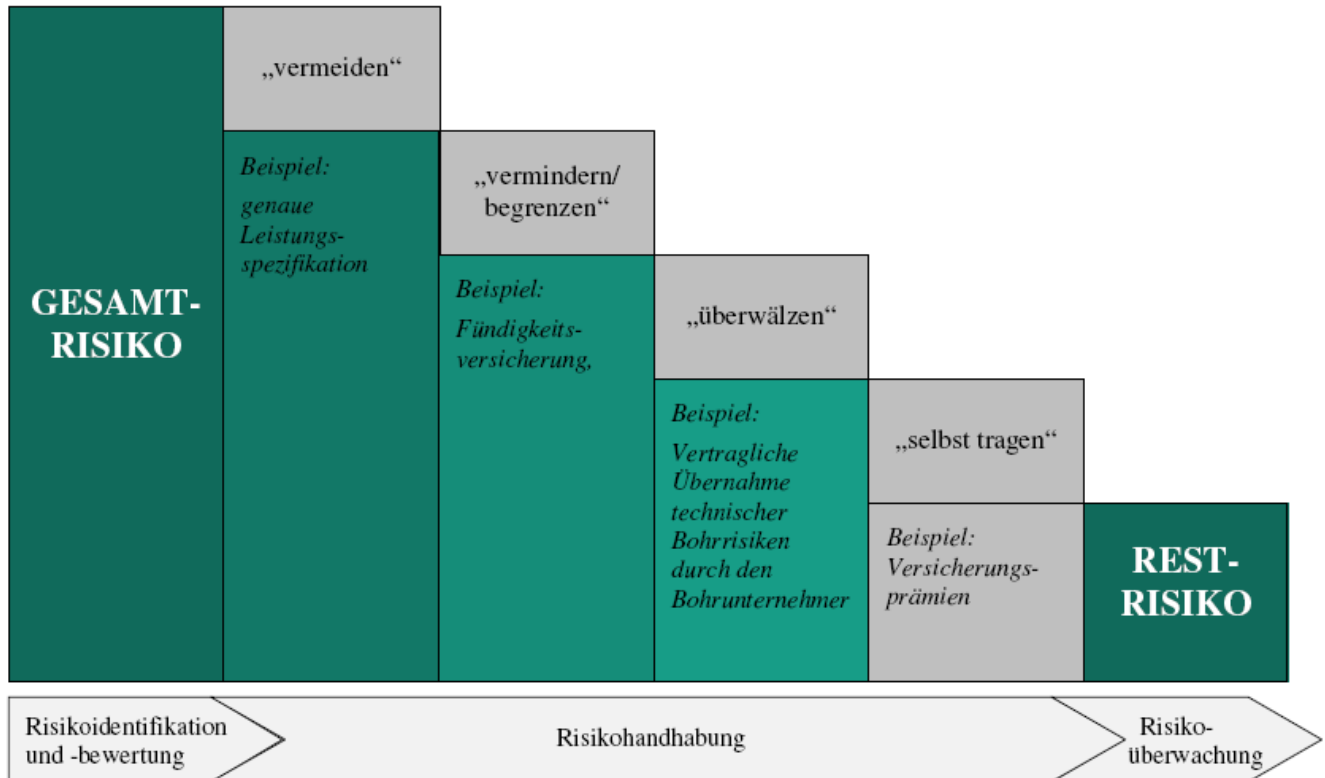 „vermeiden“
Beispiel:
genaue
Leistungs-
spezifikation
„vermindern/
begrenzen“
GESAMT-
RISIKO
Beispiel:
Fündigkeits-
versicherung,
„überwälzen“
Beispiel:
Vertragliche
Übernahme
technischer
Bohrrisiken
durch den
Bohrunternehmer
„selbst tragen“
Beispiel:
Versicherungs-
prämien
REST-
RISIKO
Risikoidentifikation
und -bewertung
Risikohandhabung
Risiko-
überwachung